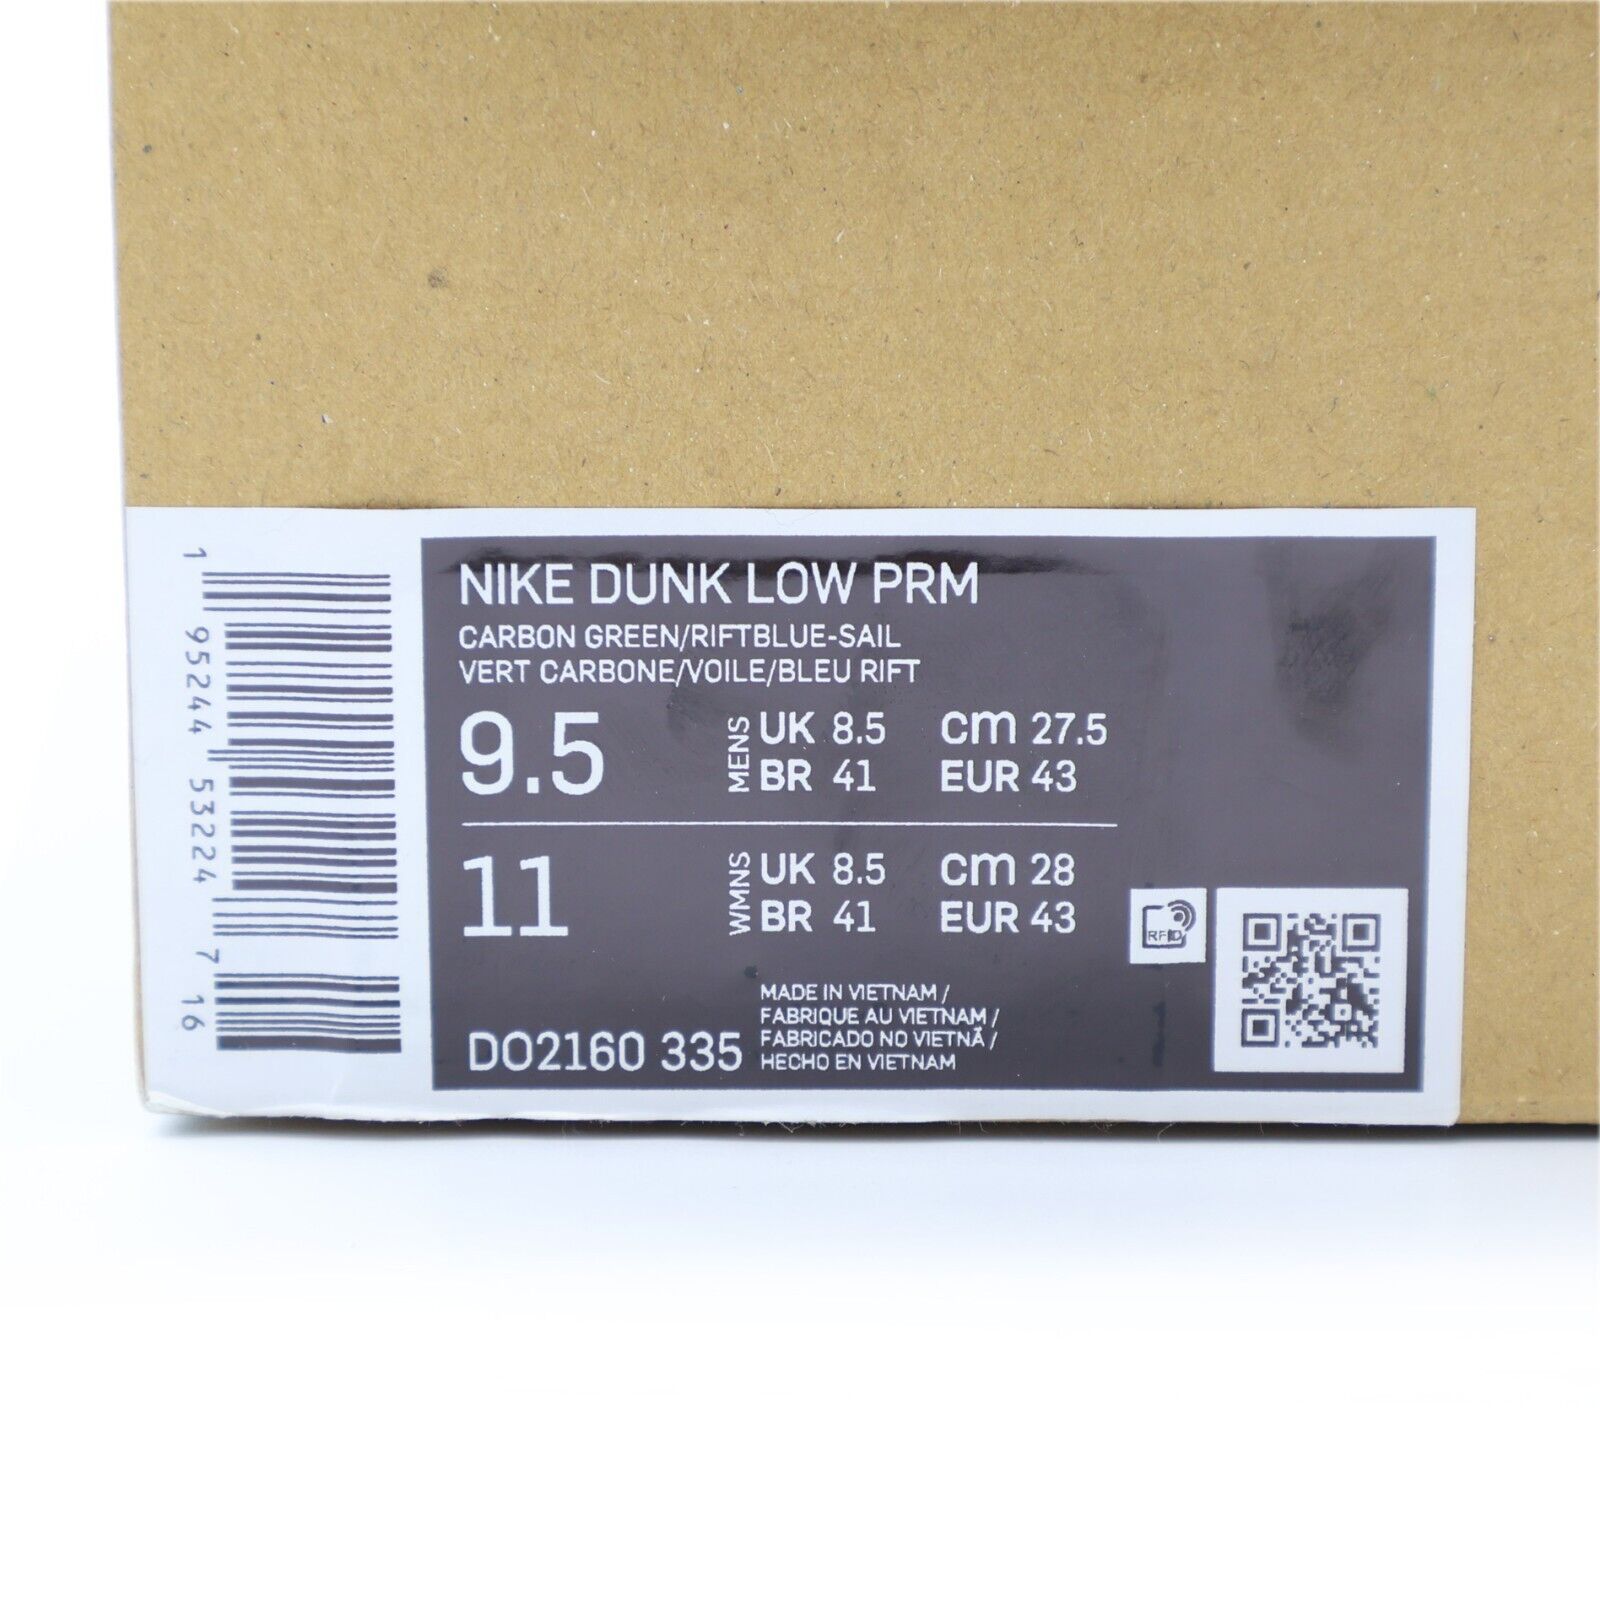 NIKE DUNK LOW PRM
CARBON GREEN/RIFTBLUE-SAIL
VERT CARBONE/VOILE/BLEU RIFT
9.5 MENS UK 8.5 CM 27.5
BR 41 EUR 43
11 WMNS UK 8.5 CM 28
BR 41 EUR 43
RFID
MADE IN VIETNAM /
FABRIQUE AU VIETNAM /
FABRICADO NO VIETNÃ /
HECHO EN VIETNAM
DO2160 335
1 95244 53224 7 16